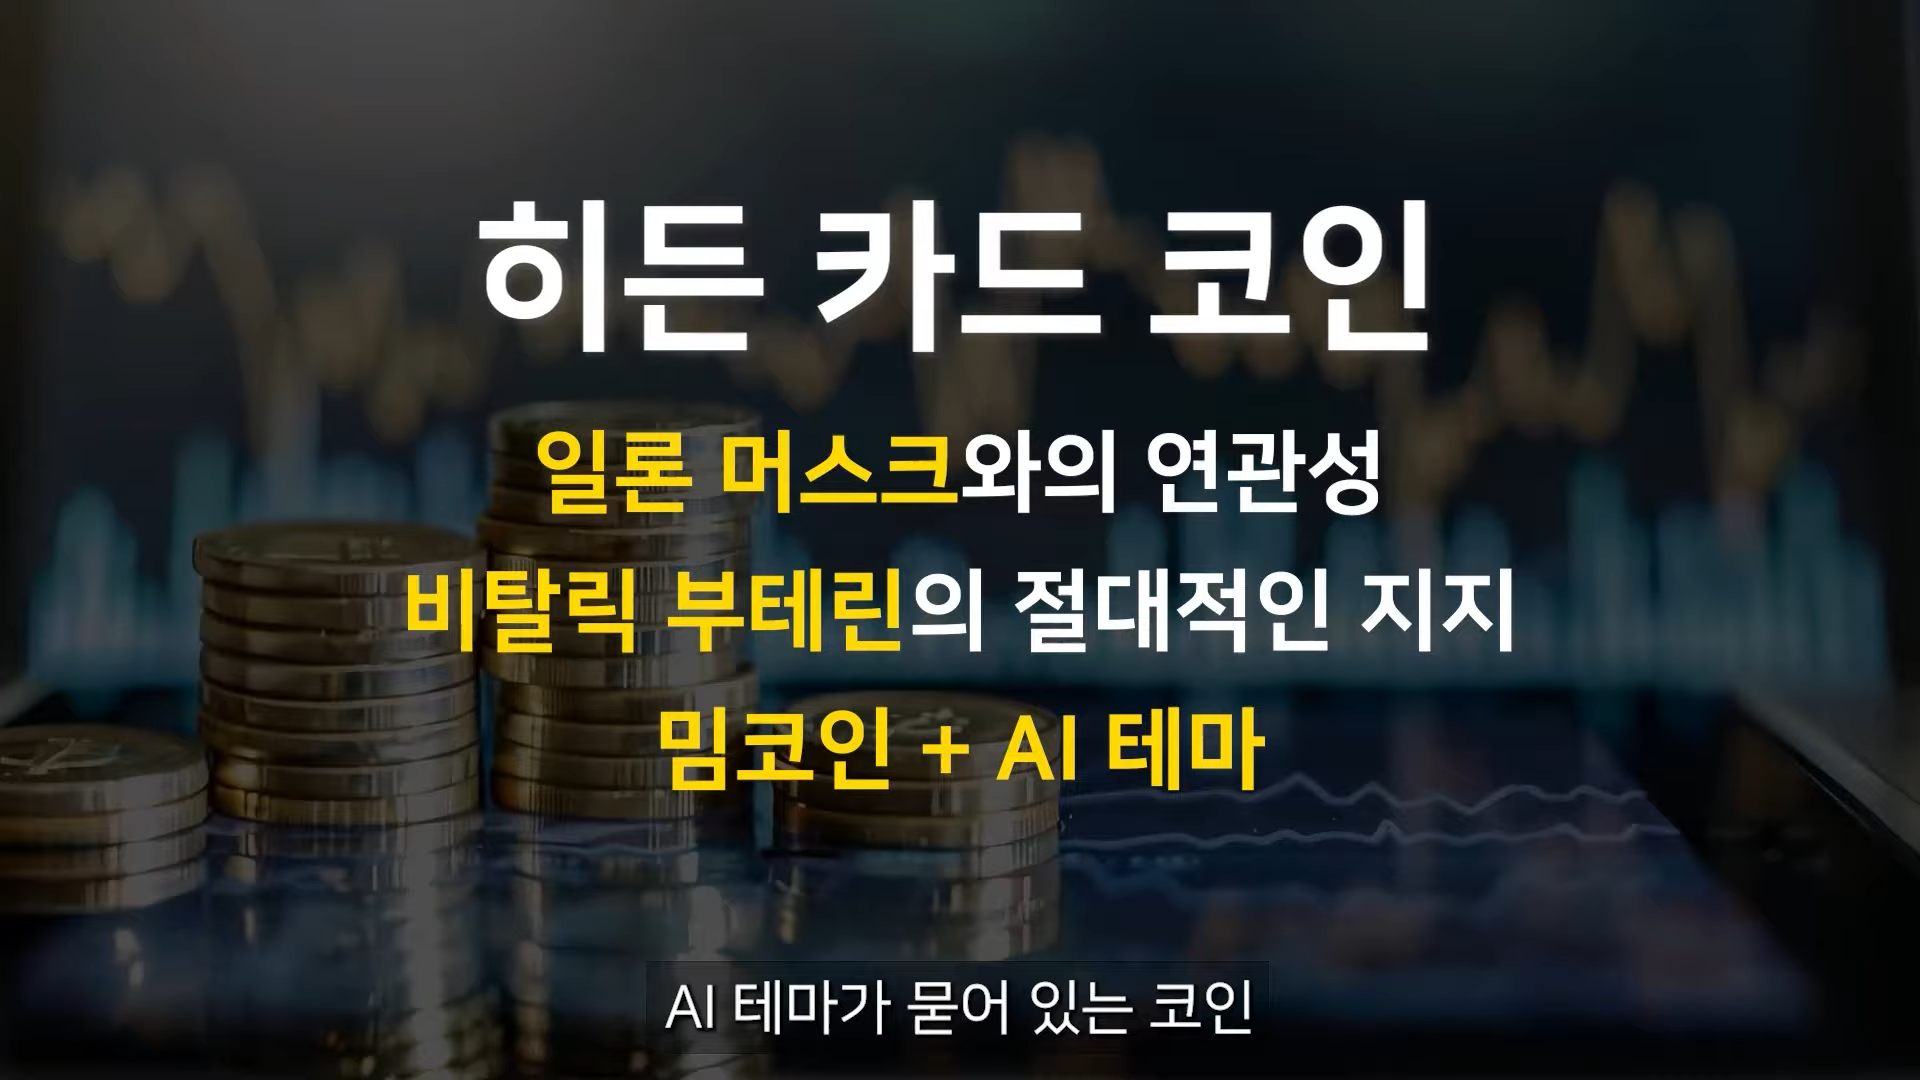 히든 카드 코인
일론 머스크와의 연관성
비탈릭 부테린의 절대적인 지지
밈코인 + AI 테마
AI 테마가 묻어 있는 코인